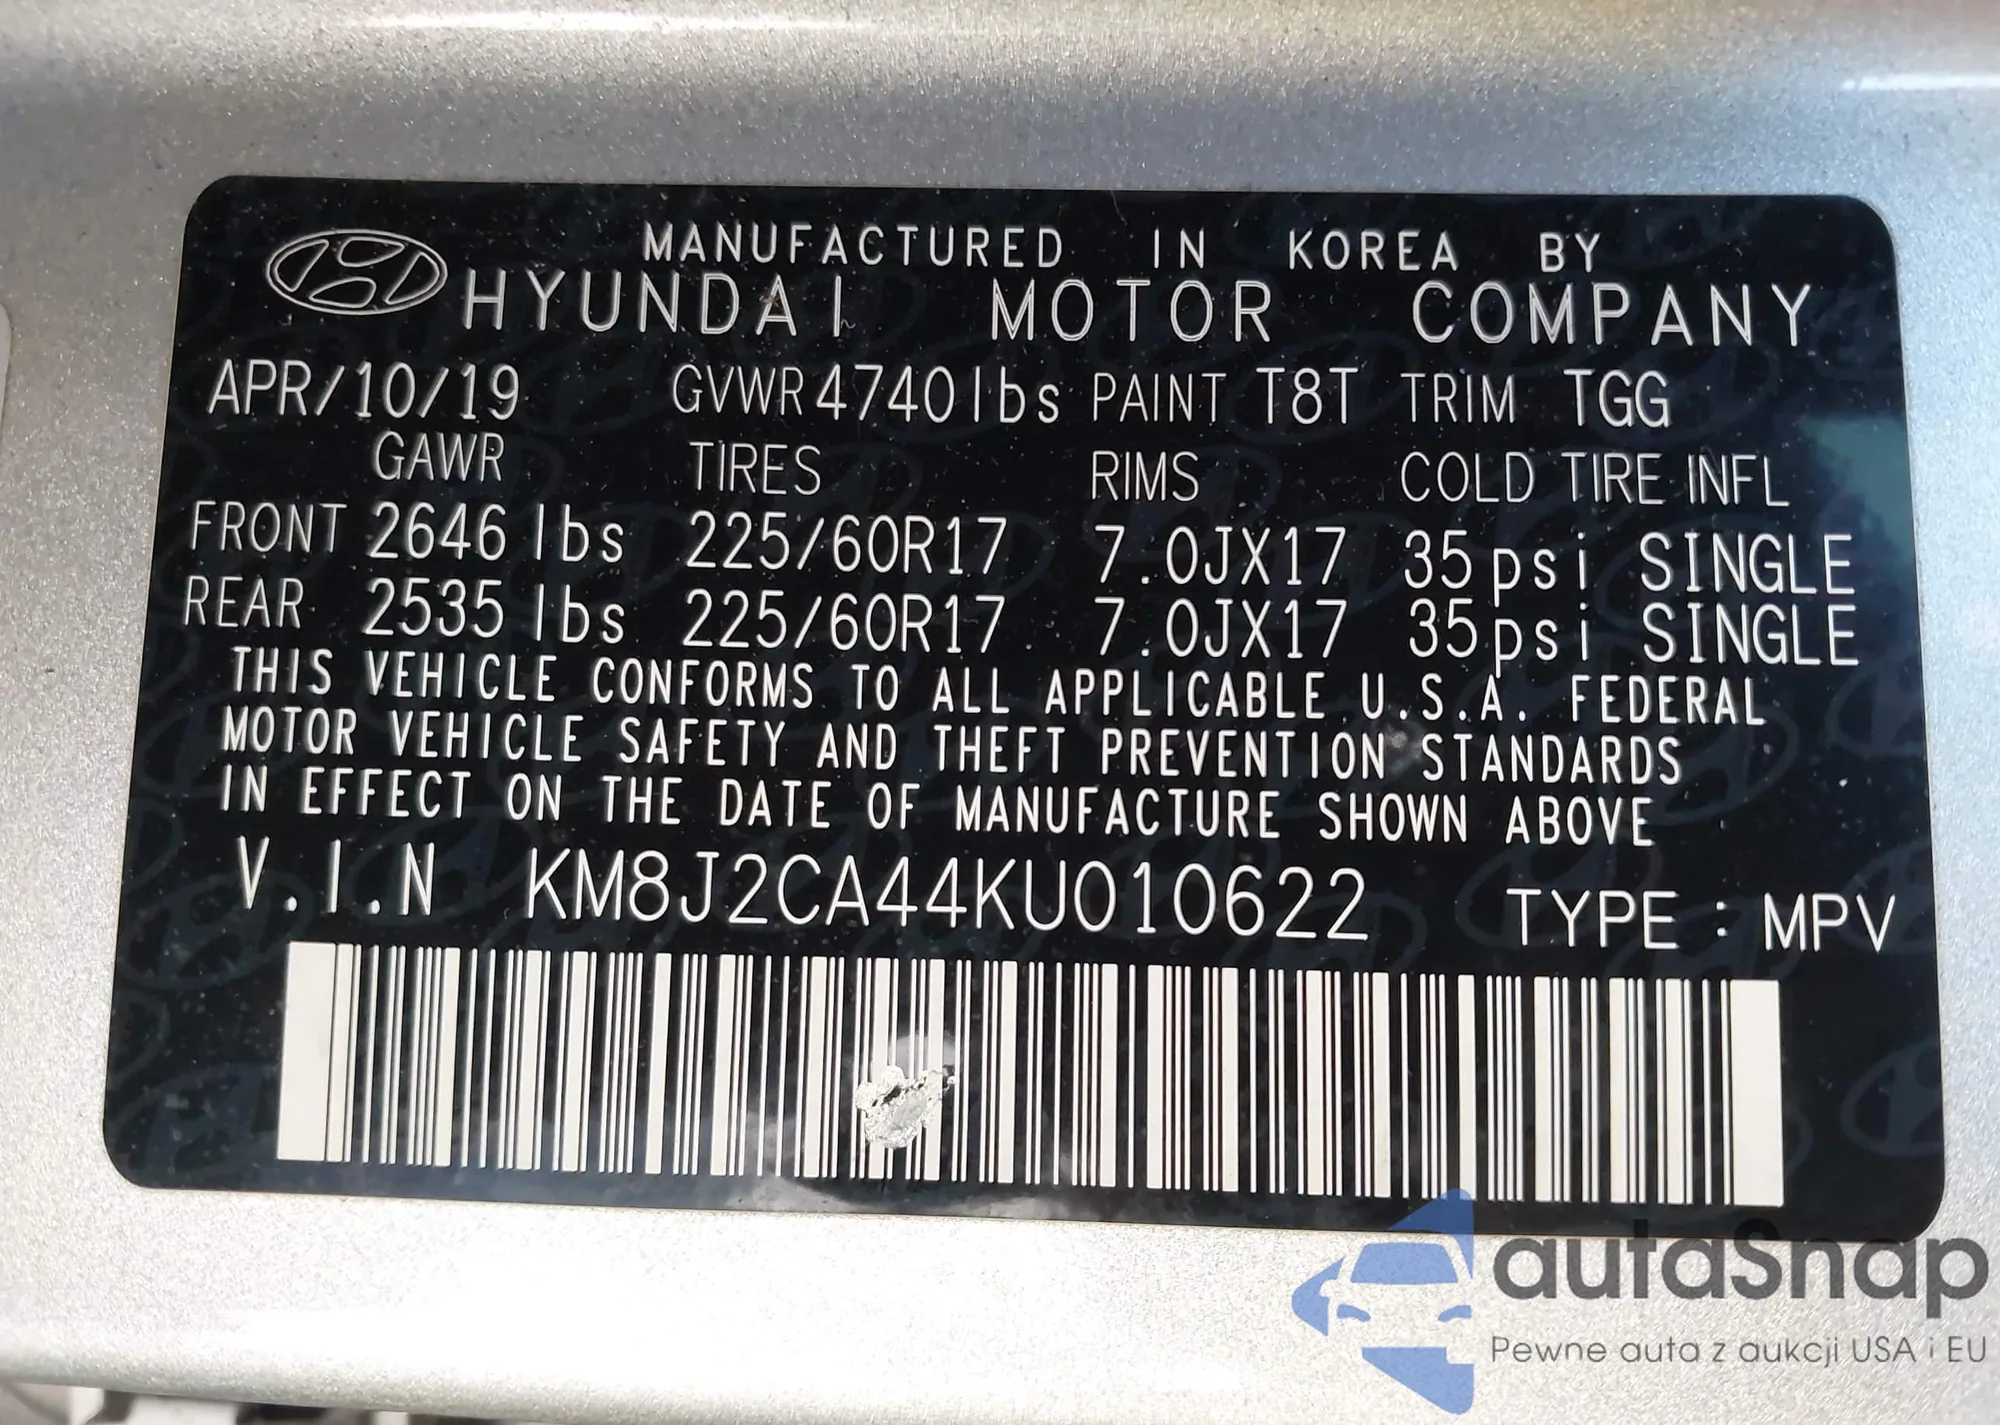 MANUFACTURED IN KOREA BY
HYUNDAI MOTOR COMPANY
APR/10/19 GVWR 4740lbs PAINT T8T TRIM TGG
GAWR TIRES RIMS COLD TIRE INFL
FRONT 2646 lbs 225/60R17 7.0JX17 35psi SINGLE
REAR 2535 lbs 225/60R17 7.0JX17 35psi SINGLE
THIS VEHICLE CONFORMS TO ALL APPLICABLE U.S.A. FEDERAL
MOTOR VEHICLE SAFETY AND THEFT PREVENTION STANDARDS
IN EFFECT ON THE DATE OF MANUFACTURE SHOWN ABOVE
V.I.N KM8J2CA44KU010622 TYPE : MPV
autaSnap
Pewne auta z aukcji USA i EU